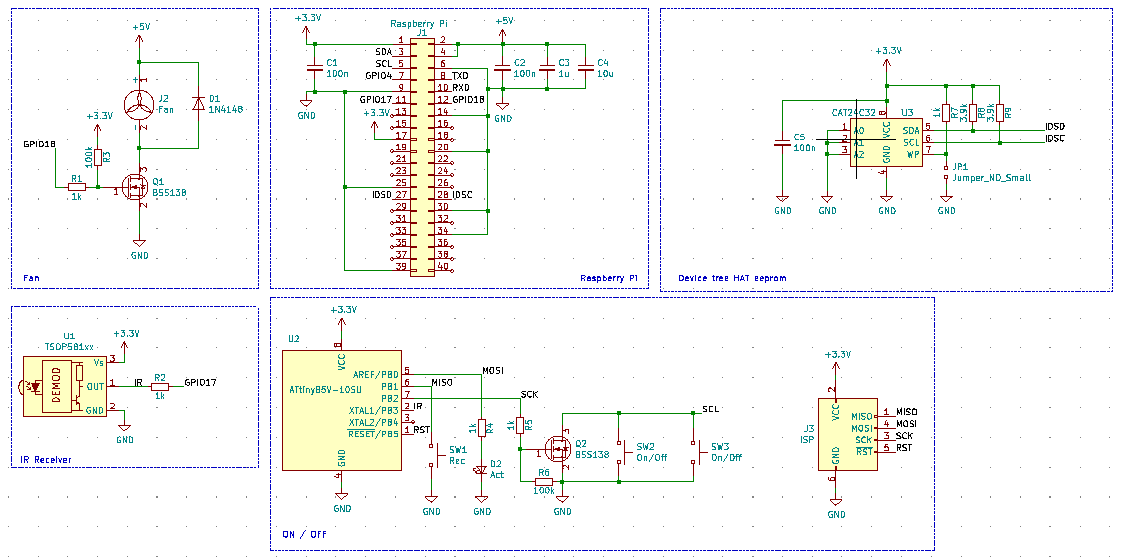 +5V
J2
Fan
1
2
D1
1N4148
+3.3V
100k
R3
GPIO18
R1
1k
1
3
Q1
BSS138
2
GND
Fan
Raspberry Pi
J1
+3.3V
C1
100n
GND
+3.3V
1 2
SDA 3 4
SCL 5 6
GPIO4 7 8 TXD
9 10 RXD
GPIO17 11 12 GPIO18
13 14
15 16
17 18
19 20
21 22
23 24
25 26
IDSD 27 28 IDSC
29 30
31 32
33 34
35 36
37 38
39 40
+5V
C2
100n
C3
1u
C4
10u
GND
Raspberry PI
+3.3V
CAT24C32 U3
C5
100n
1 A0
2 A1
3 A2
8
VCC
GND
4
SDA 5
SCL 6
WP 7
1k
R7
3.9k
R8
3.9k
R9
IDSD
IDSC
JP1
Jumper_NO_Small
GND
GND
GND
GND
Device tree HAT eeprom
U1
TSOP581xx
DEMOD
Vs 3
OUT 1
GND 2
+3.3V
IR
R2
1k
GPIO17
GND
IR Receiver
+3.3V
U2
8
VCC
ATtiny85V-10SU
AREF/PB0 5
PB1 6
PB2 7
XTAL1/PB3 2
XTAL2/PB4 3
RESET/PB5 1
GND
4
GND
MOSI
MISO
IR
RST
SCK
SW1
Rec
GND
1k
R4
D2
Act
GND
1k
R5
1
3
Q2
BSS138
2
R6
100k
GND
SCL
SW2
On/Off
SW3
On/Off
+3.3V
2
VCC
J3
ISP
MISO 1 MISO
MOSI 4 MOSI
SCK 3 SCK
RST 5 RST
GND
6
GND
ON / OFF